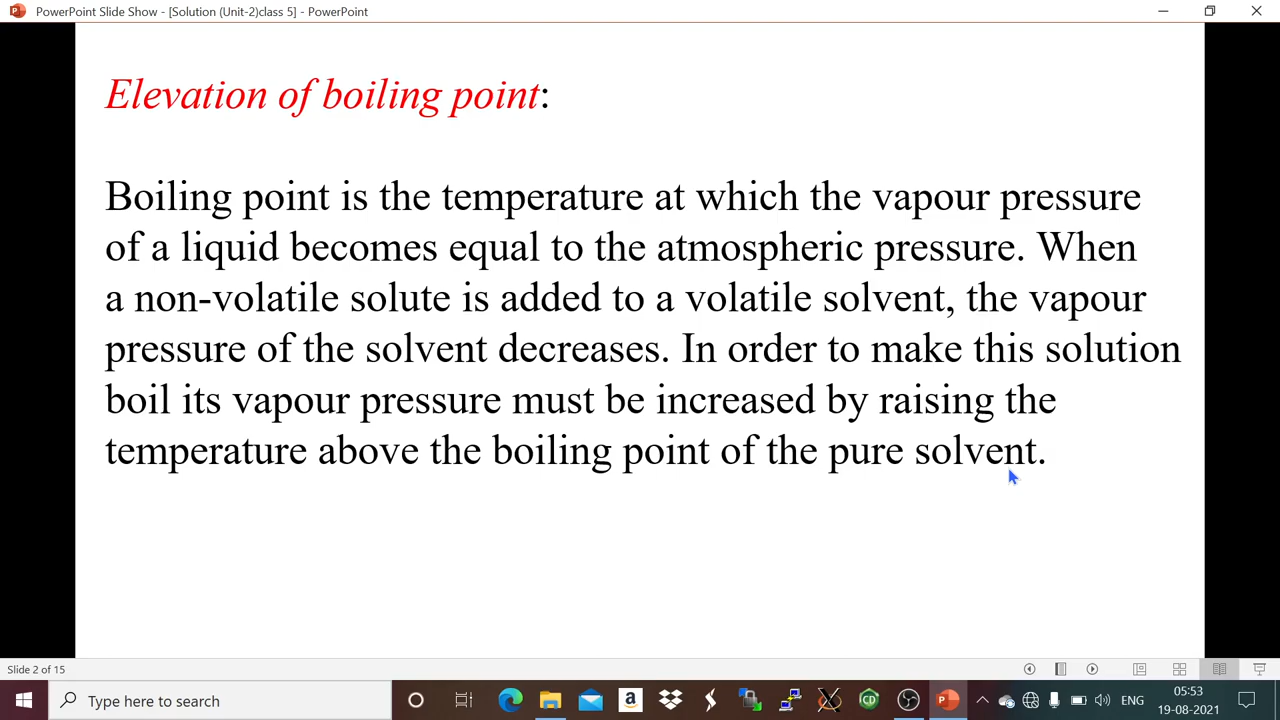 PowerPoint Slide Show - [Solution (Unit-2)class 5] - PowerPoint
Elevation of boiling point:
Boiling point is the temperature at which the vapour pressure
of a liquid becomes equal to the atmospheric pressure. When
a non-volatile solute is added to a volatile solvent, the vapour
pressure of the solvent decreases. In order to make this solution
boil its vapour pressure must be increased by raising the
temperature above the boiling point of the pure solvent.
Slide 2 of 15
Type here to search
ENG
05:53
19-08-2021